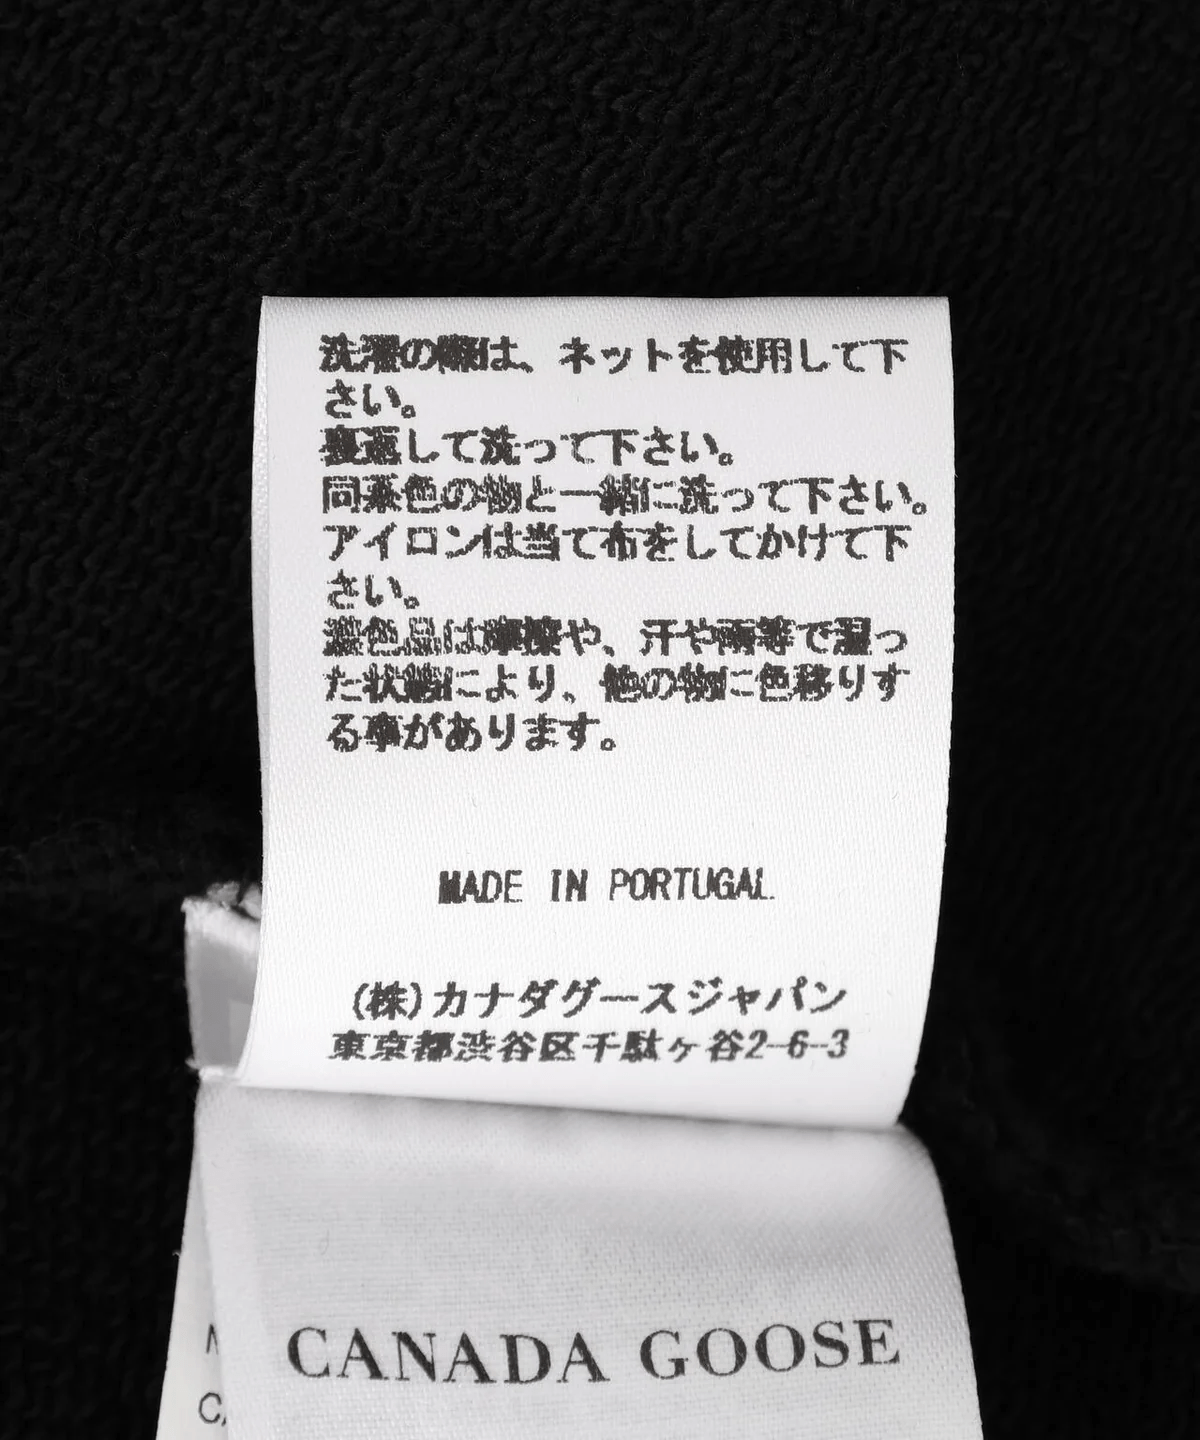 洗濯の際は、ネットを使用して下
さい。
裏返して洗って下さい。
同系色の物と一緒に洗って下さい。
アイロンは当て布をしてかけて下
さい。
濃色品は摩擦や、汗や雨等で湿っ
た状態により、他の物に色移りす
る事があります。
MADE IN PORTUGAL
(株)カナダグースジャパン
東京都渋谷区千駄ヶ谷2-6-3
CANADA GOOSE